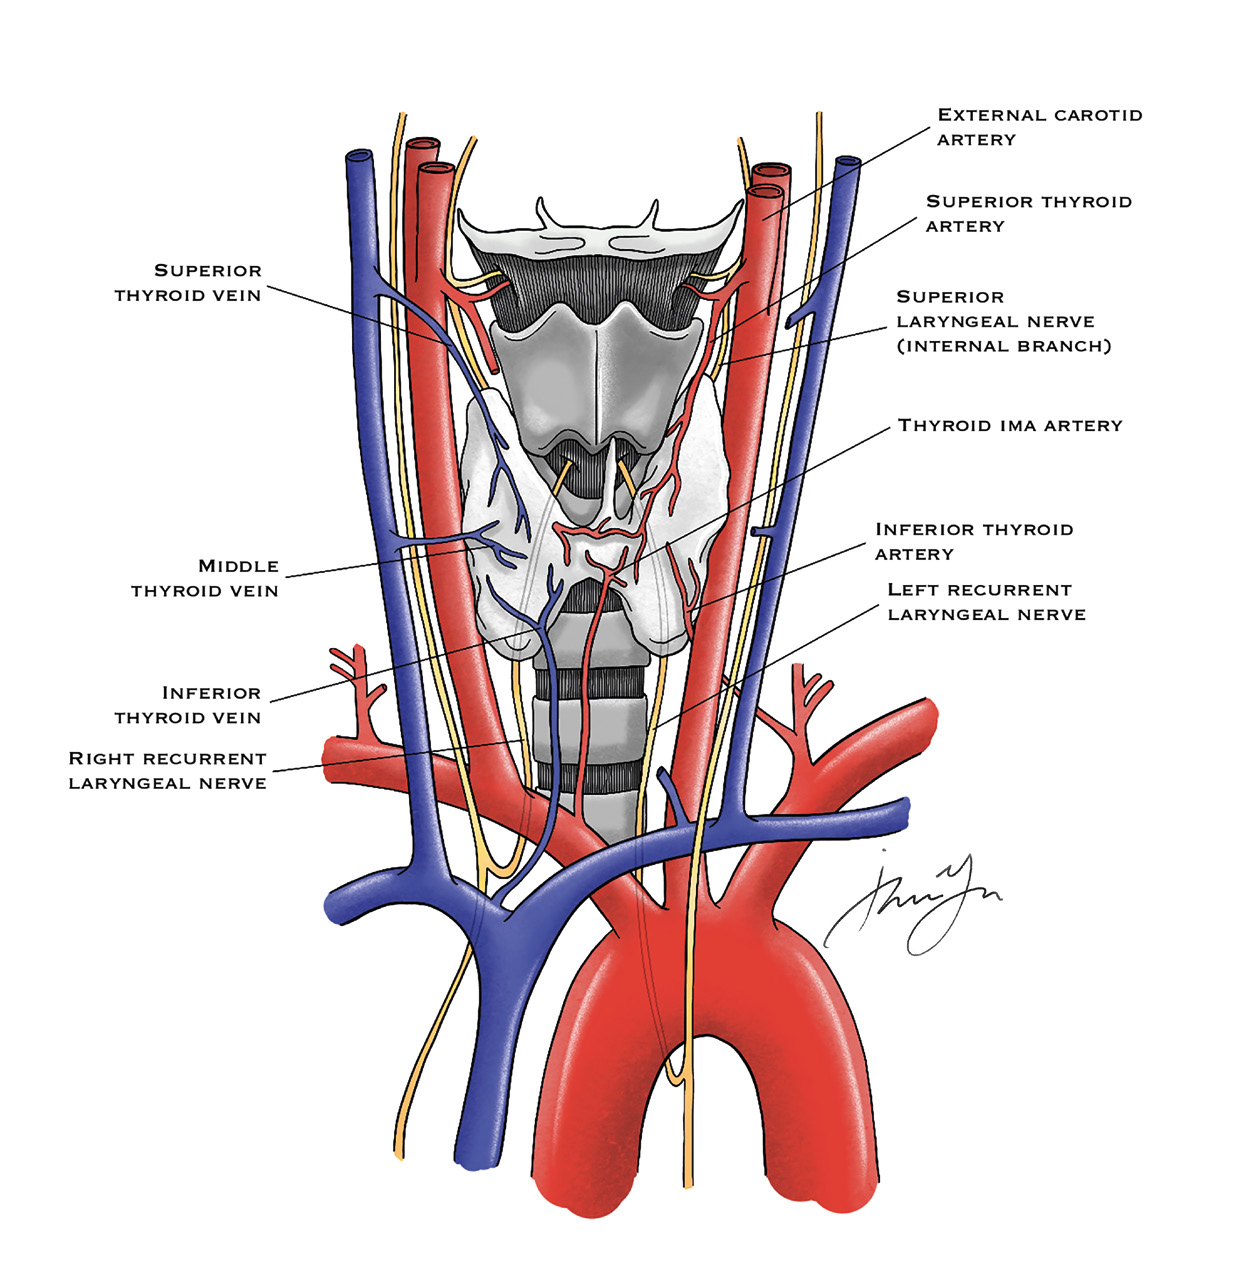 External carotid
artery
Superior thyroid
artery
Superior
thyroid vein
Superior
laryngeal nerve
(internal branch)
Thyroid ima artery
Inferior thyroid
artery
Middle
thyroid vein
Left recurrent
laryngeal nerve
Inferior
thyroid vein
Right recurrent
laryngeal nerve